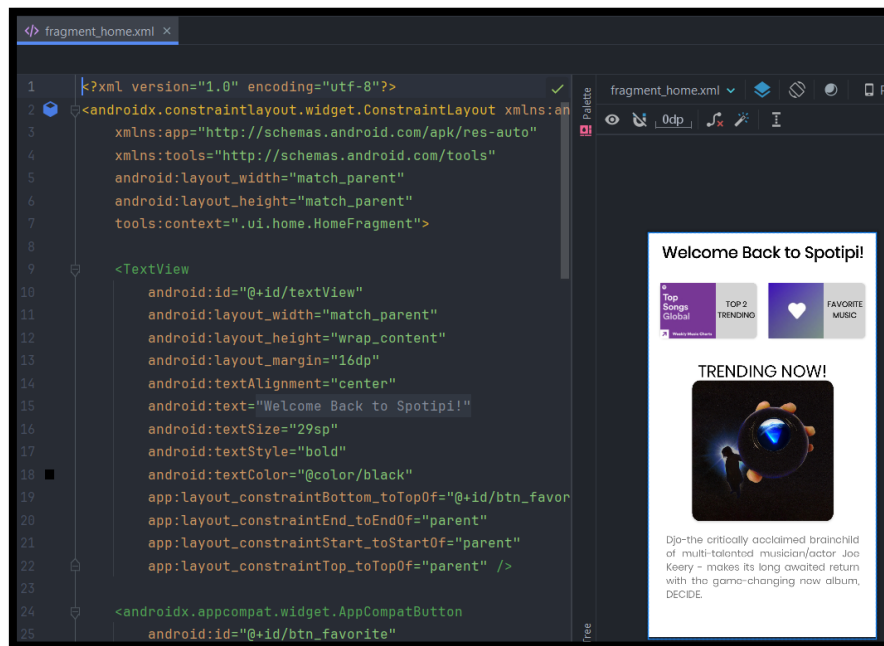 fragment_home.xml
1 <?xml version="1.0" encoding="utf-8"?>
2 <androidx.constraintlayout.widget.ConstraintLayout xmlns:an
3 xmlns:app="http://schemas.android.com/apk/res-auto"
4 xmlns:tools="http://schemas.android.com/tools"
5 android:layout_width="match_parent"
6 android:layout_height="match_parent"
7 tools:context=".ui.home.HomeFragment">
8
9 <TextView
10 android:id="@+id/textView"
11 android:layout_width="match_parent"
12 android:layout_height="wrap_content"
13 android:layout_margin="16dp"
14 android:textAlignment="center"
15 android:text="Welcome Back to Spotipi!"
16 android:textSize="29sp"
17 android:textStyle="bold"
18 android:textColor="@color/black"
19 app:layout_constraintBottom_toTopOf="@+id/btn_favor
20 app:layout_constraintEnd_toEndOf="parent"
21 app:layout_constraintStart_toStartOf="parent"
22 app:layout_constraintTop_toTopOf="parent" />
23
24 <androidx.appcompat.widget.AppCompatButton
25 android:id="@+id/btn_favorite"
Palette
fragment_home.xml
P
0dp
Welcome Back to Spotipi!
Top
Songs
Global
Weekly Music Charts
TOP 2
TRENDING
FAVORITE
MUSIC
TRENDING NOW!
Djo-the critically acclaimed brainchild
of multi-talented musician/actor Joe
Keery - makes its long awaited return
with the game-changing new album,
DECIDE.
Tree